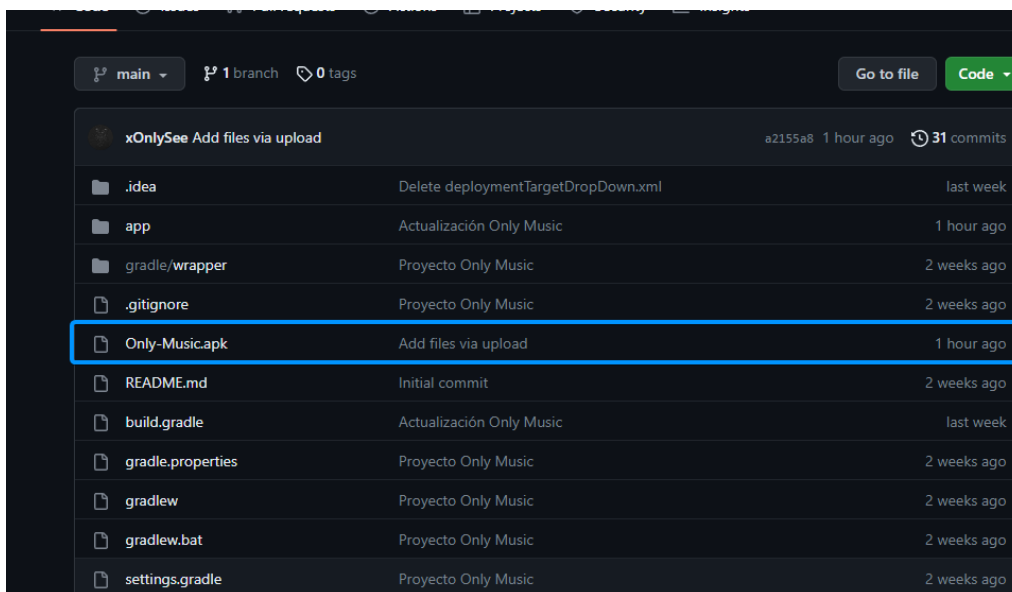 main
1 branch
0 tags
Go to file
Code
xOnlySee Add files via upload
a2155a8 1 hour ago
31 commits
.idea Delete deploymentTargetDropDown.xml last week
app Actualización Only Music 1 hour ago
gradle/wrapper Proyecto Only Music 2 weeks ago
.gitignore Proyecto Only Music 2 weeks ago
Only-Music.apk Add files via upload 1 hour ago
README.md Initial commit 2 weeks ago
build.gradle Actualización Only Music last week
gradle.properties Proyecto Only Music 2 weeks ago
gradlew Proyecto Only Music 2 weeks ago
gradlew.bat Proyecto Only Music 2 weeks ago
settings.gradle Proyecto Only Music 2 weeks ago